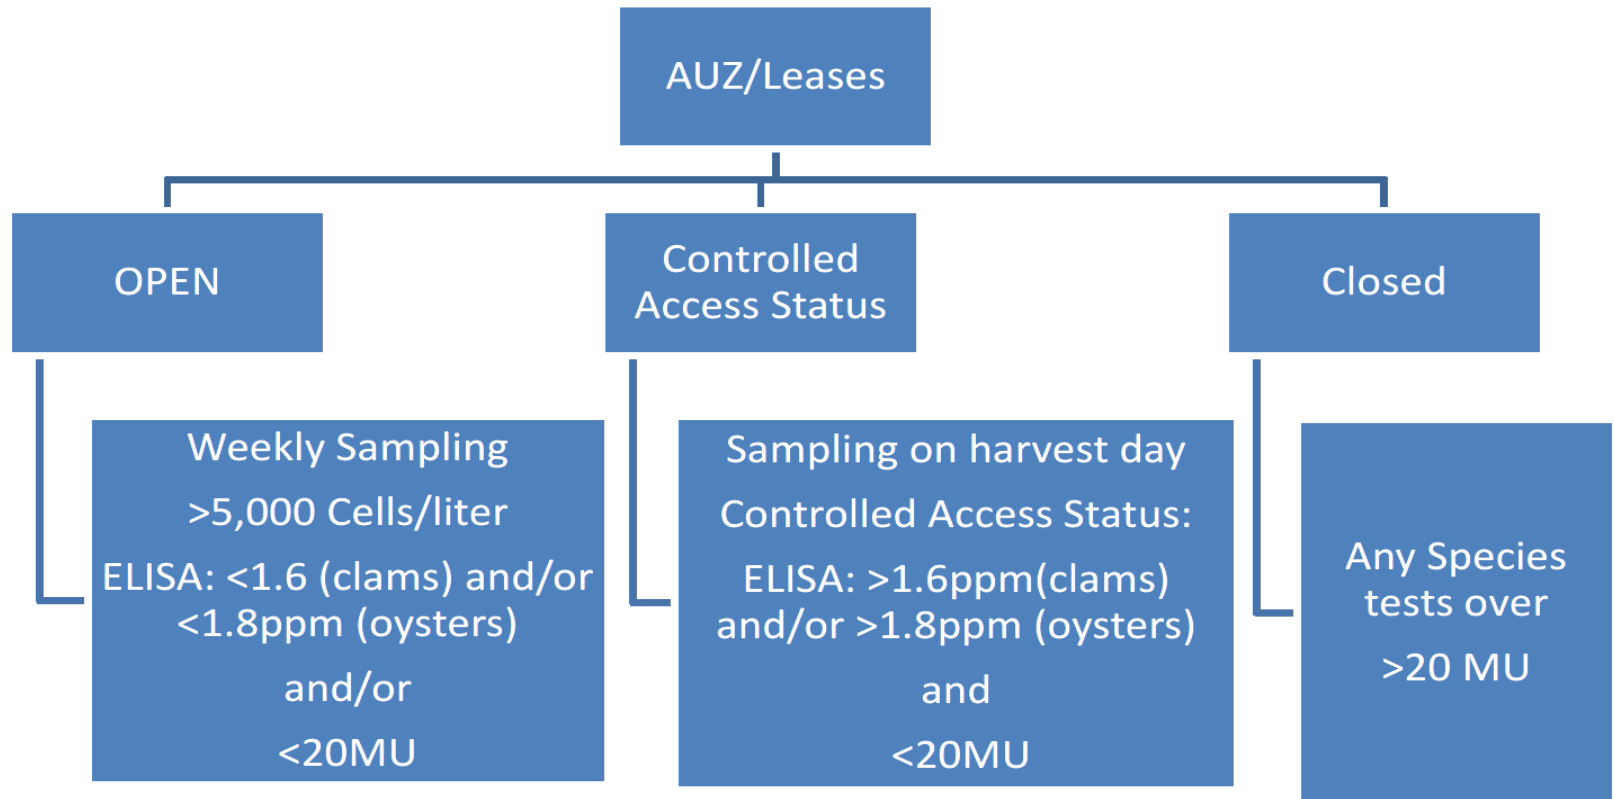 AUZ/Leases
OPEN
Controlled
Access Status
Closed
Weekly Sampling
>5,000 Cells/liter
ELISA: <1.6 (clams) and/or
<1.8ppm (oysters)
and/or
<20MU
Sampling on harvest day
Controlled Access Status:
ELISA: >1.6ppm(clams)
and/or >1.8ppm (oysters)
and
<20MU
Any Species
tests over
>20 MU